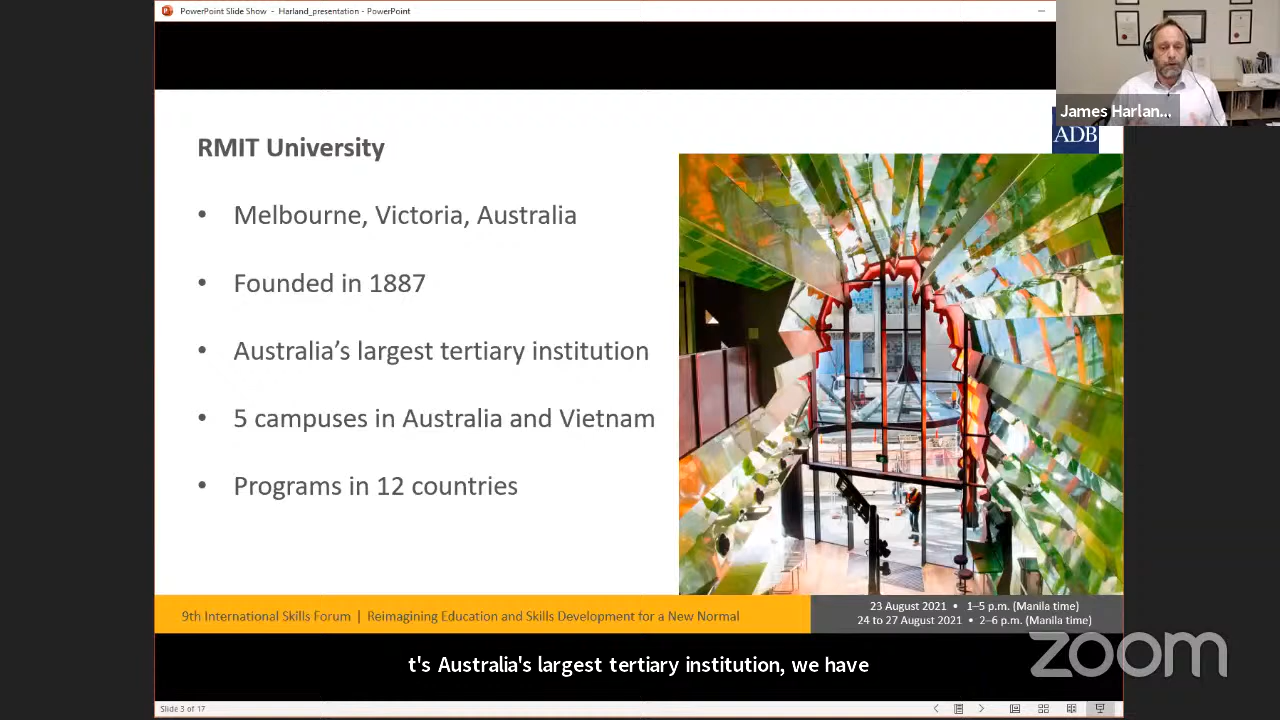 PowerPoint Slide Show - Harland_presentation - PowerPoint
James Harlan...
ADB
RMIT University
• Melbourne, Victoria, Australia
• Founded in 1887
• Australia's largest tertiary institution
• 5 campuses in Australia and Vietnam
• Programs in 12 countries
9th International Skills Forum | Reimagining Education and Skills Development for a New Normal
23 August 2021 • 1–5 p.m. (Manila time)
24 to 27 August 2021 • 2–6 p.m. (Manila time)
t's Australia's largest tertiary institution, we have
zoom
Slide 3 of 17